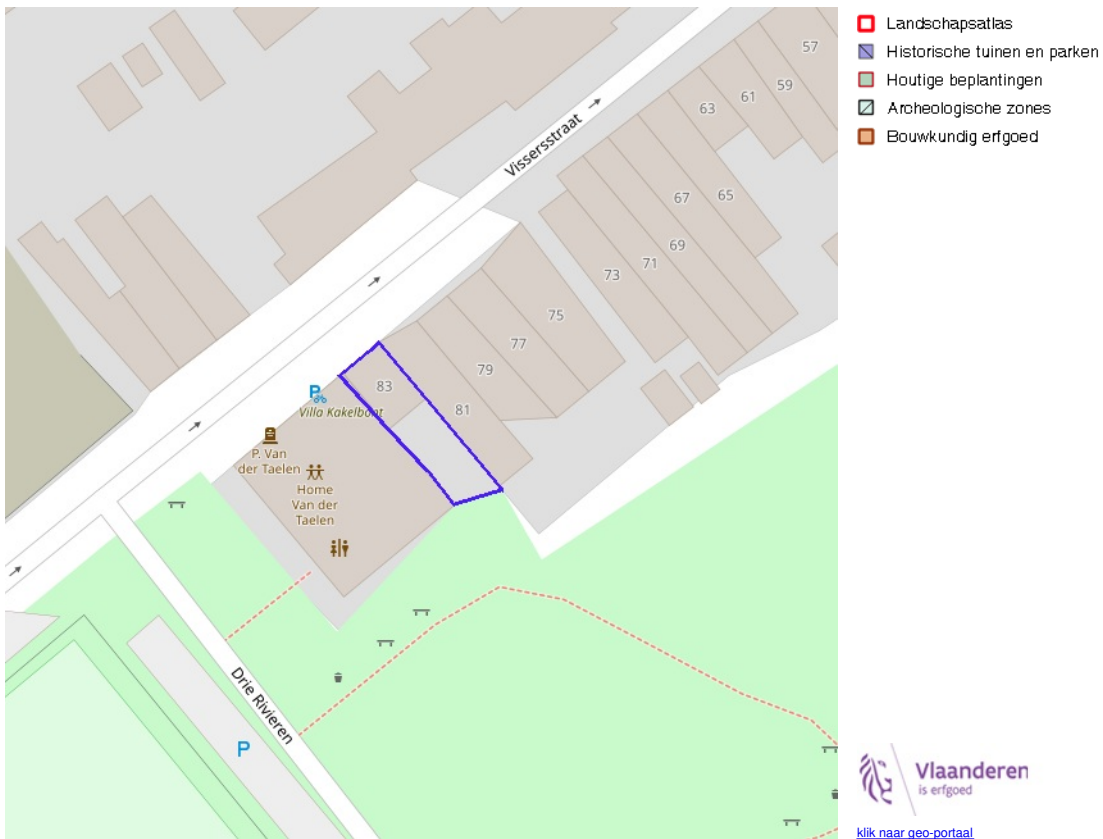 Landschapsatlas
Historische tuinen en parken
Houtige beplantingen
Archeologische zones
Bouwkundig erfgoed
57
59
61
63
Vissersstraat
65
67
69
71
73
75
77
79
81
83
P
Villa Kakelbont
P. Van
der Taelen
Home
Van der
Taelen
Drie Rivieren
P
Vlaanderen
is erfgoed
klik naar geo-portaal